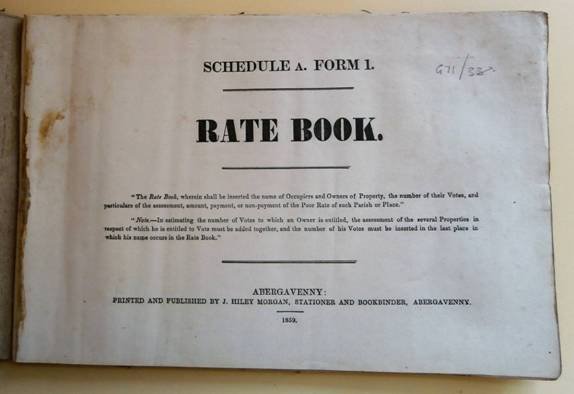 SCHEDULE A. FORM 1.
G71/33
RATE BOOK.
"The Rate Book, wherein shall be inserted the name of Occupiers and Owners of Property, the number of their Votes, and
particulars of the assessment, amount, payment, or non-payment of the Poor Rate of such Parish or Place."
"Note.—In estimating the number of Votes to which an Owner is entitled, the assessment of the several Properties in
respect of which he is entitled to Vote must be added together, and the number of his Votes must be inserted in the last place in
which his name occurs in the Rate Book."
ABERGAVENNY:
PRINTED AND PUBLISHED BY J. HILEY MORGAN, STATIONER AND BOOKBINDER, ABERGAVENNY.
1859.